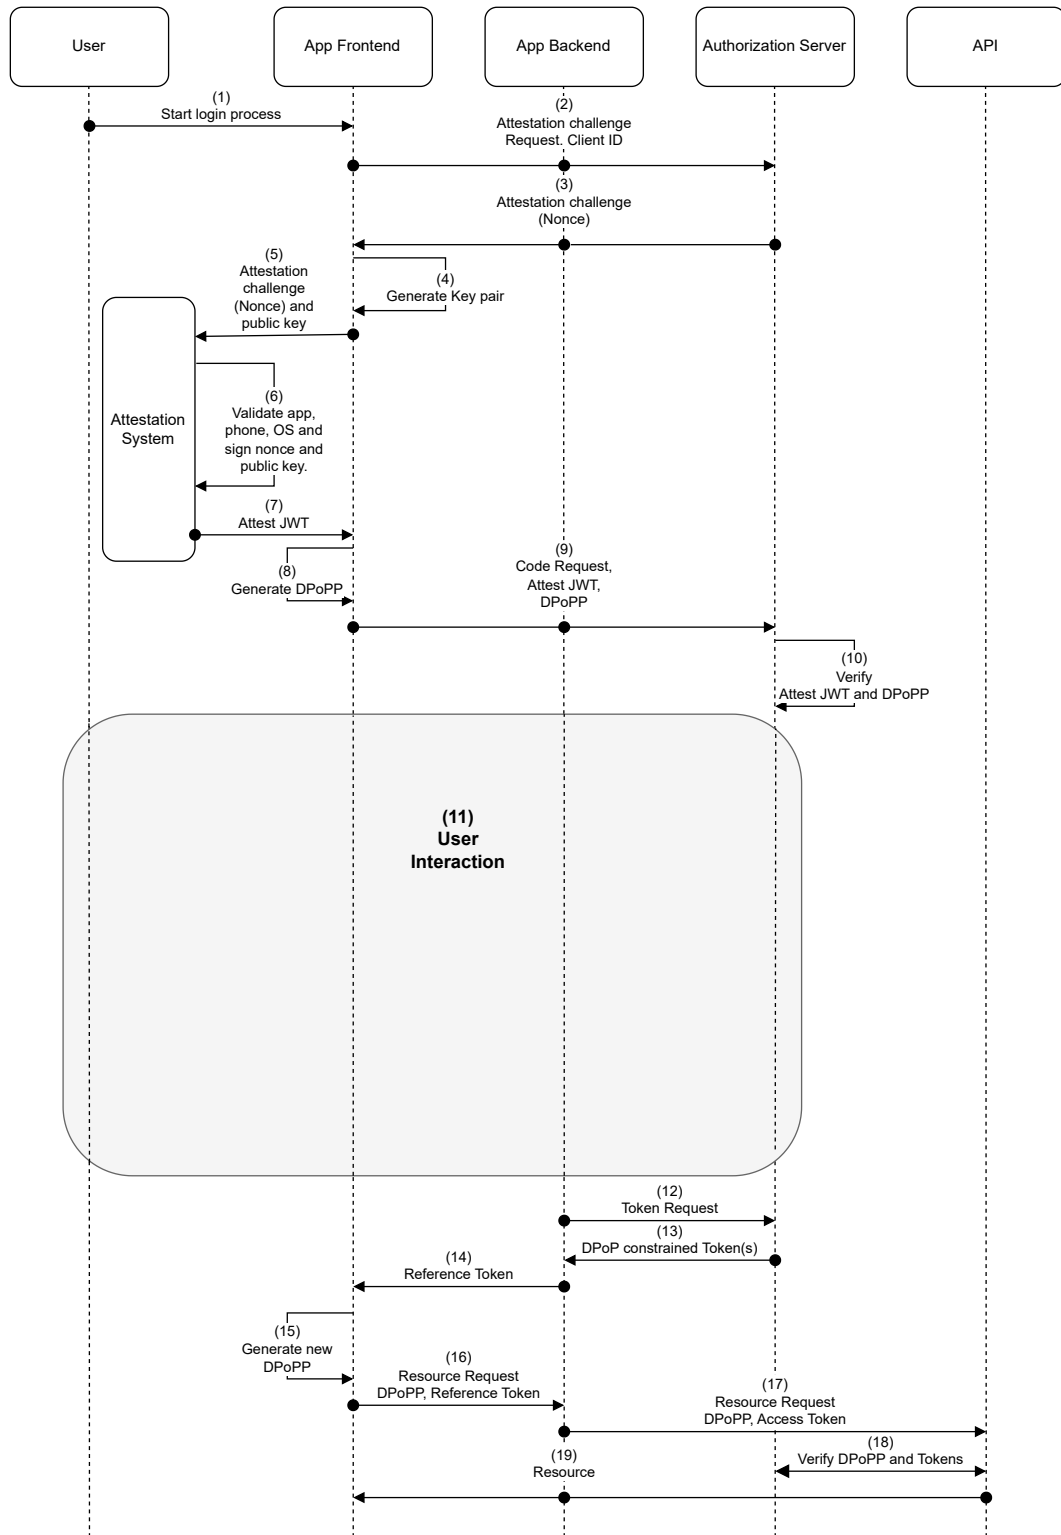 User
App Frontend
App Backend
Authorization Server
API
(1)
Start login process
(2)
Attestation challenge
Request. Client ID
(3)
Attestation challenge
(Nonce)
(4)
Generate Key pair
(5)
Attestation
challenge
(Nonce) and
public key
Attestation
System
(6)
Validate app,
phone, OS and
sign nonce and
public key.
(7)
Attest JWT
(8)
Generate DPoPP
(9)
Code Request,
Attest JWT,
DPoPP
(10)
Verify
Attest JWT and DPoPP
(11)
User
Interaction
(12)
Token Request
(13)
DPoP constrained Token(s)
(14)
Reference Token
(15)
Generate new
DPoPP
(16)
Resource Request
DPoPP, Reference Token
(17)
Resource Request
DPoPP, Access Token
(18)
Verify DPoPP and Tokens
(19)
Resource